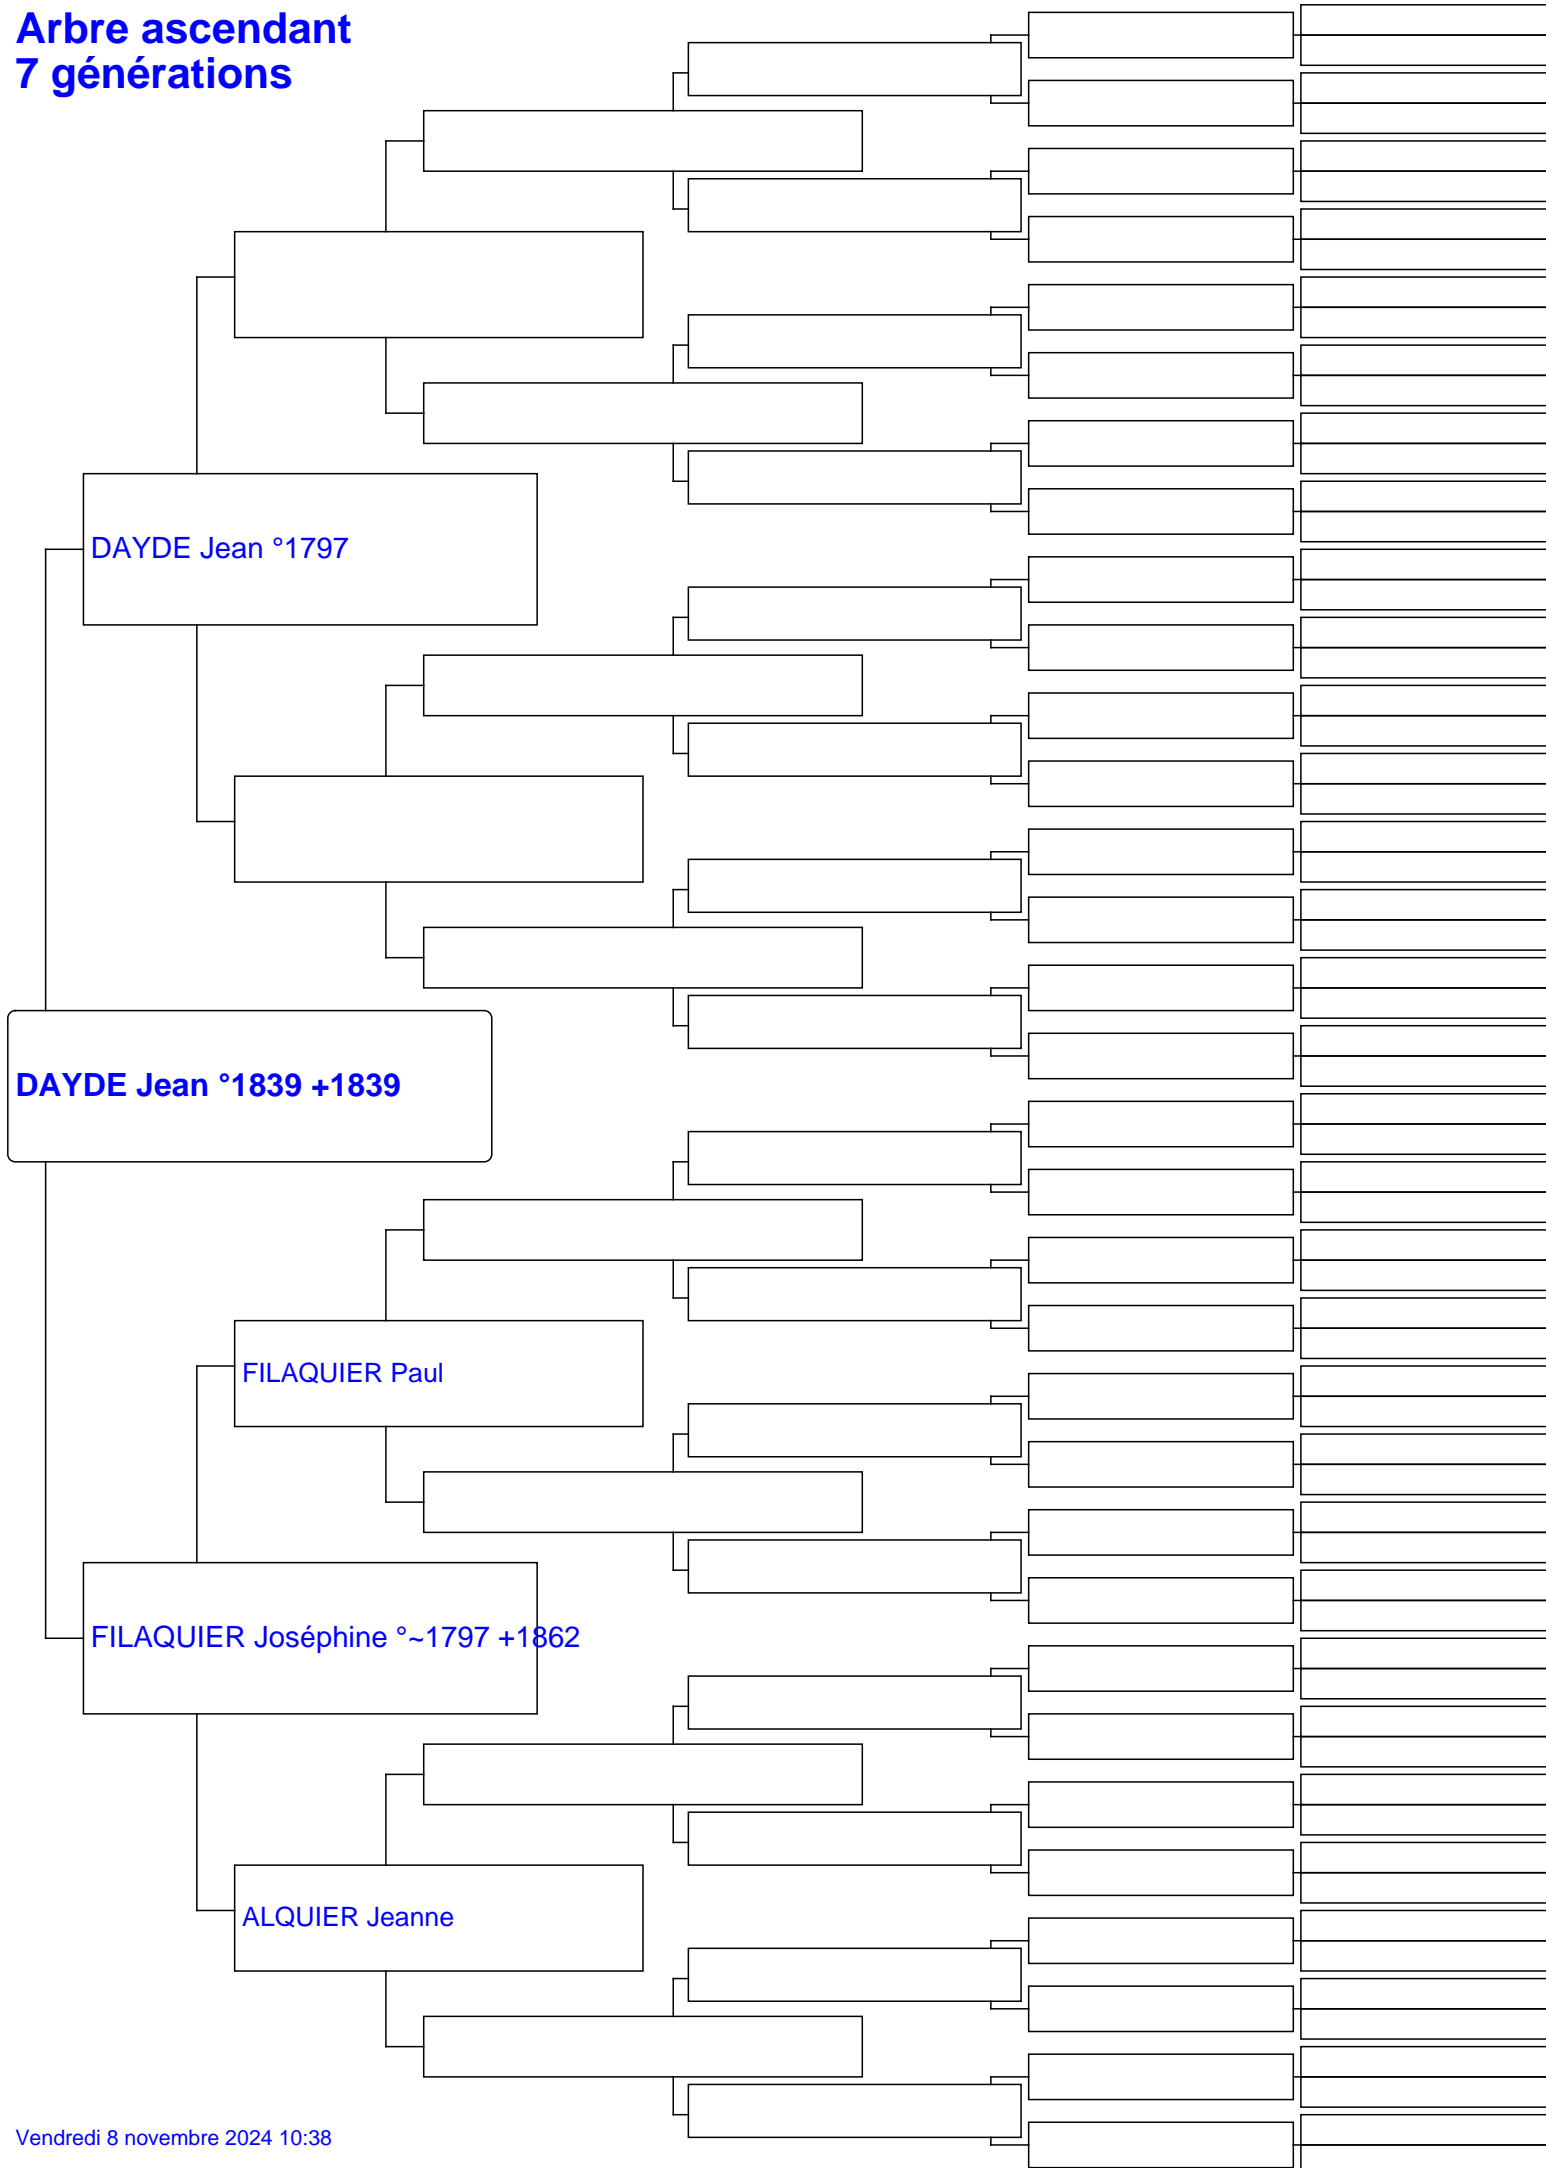 Arbre ascendant
7 générations
DAYDE Jean °1797
DAYDE Jean °1839 +1839
FILAQUIER Paul
FILAQUIER Joséphine °~1797 +1862
ALQUIER Jeanne
Vendredi 8 novembre 2024 10:38